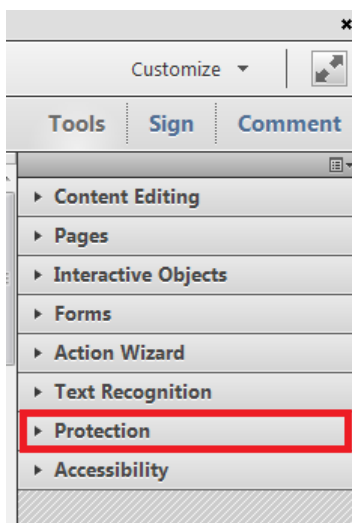 Customize
Tools Sign Comment
Content Editing
Pages
Interactive Objects
Forms
Action Wizard
Text Recognition
Protection
Accessibility